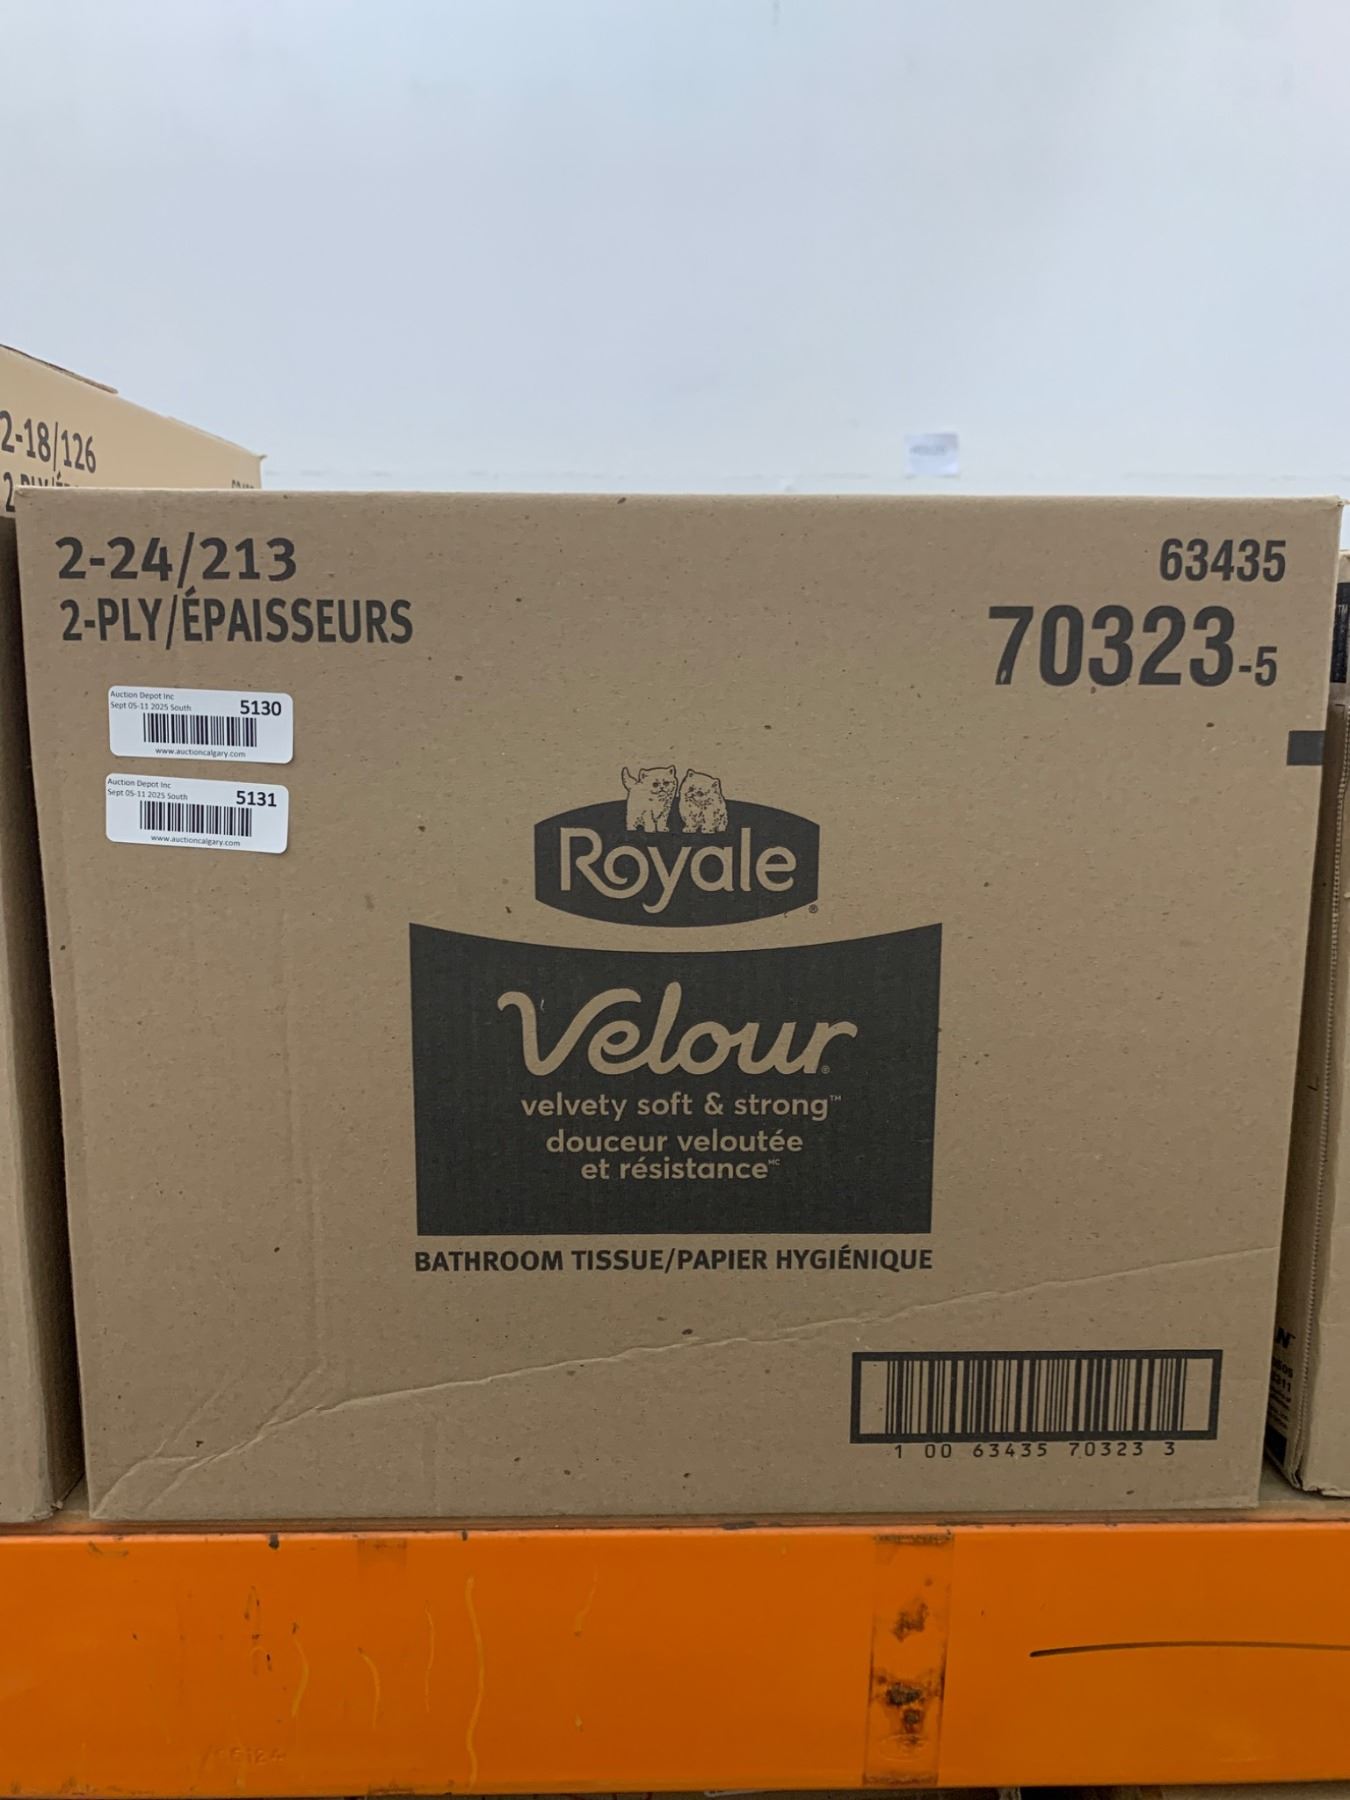 2-18/126
2-24/213
2-PLY/ÉPAISSEURS
63435
70323-5
Auction Depot Inc
Sept 05-11 2025 South
5130
www.auctioncalgary.com
Auction Depot Inc
Sept 05-11 2025 South
5131
www.auctioncalgary.com
Royale®
Velour®
velvety soft & strong™
douceur veloutée
et résistance MC
BATHROOM TISSUE/PAPIER HYGIÉNIQUE
1 00 63435 70323 3